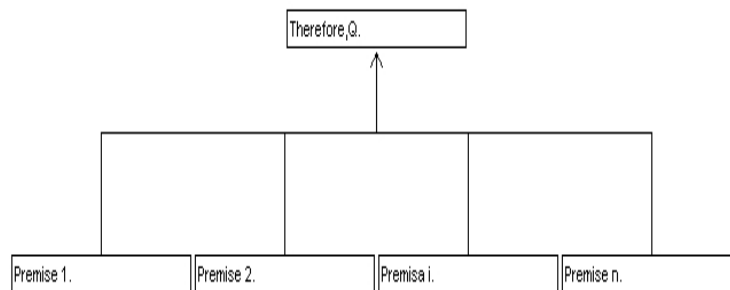 Therefore,Q.
Premise 1.
Premise 2.
Premisa i.
Premise n.